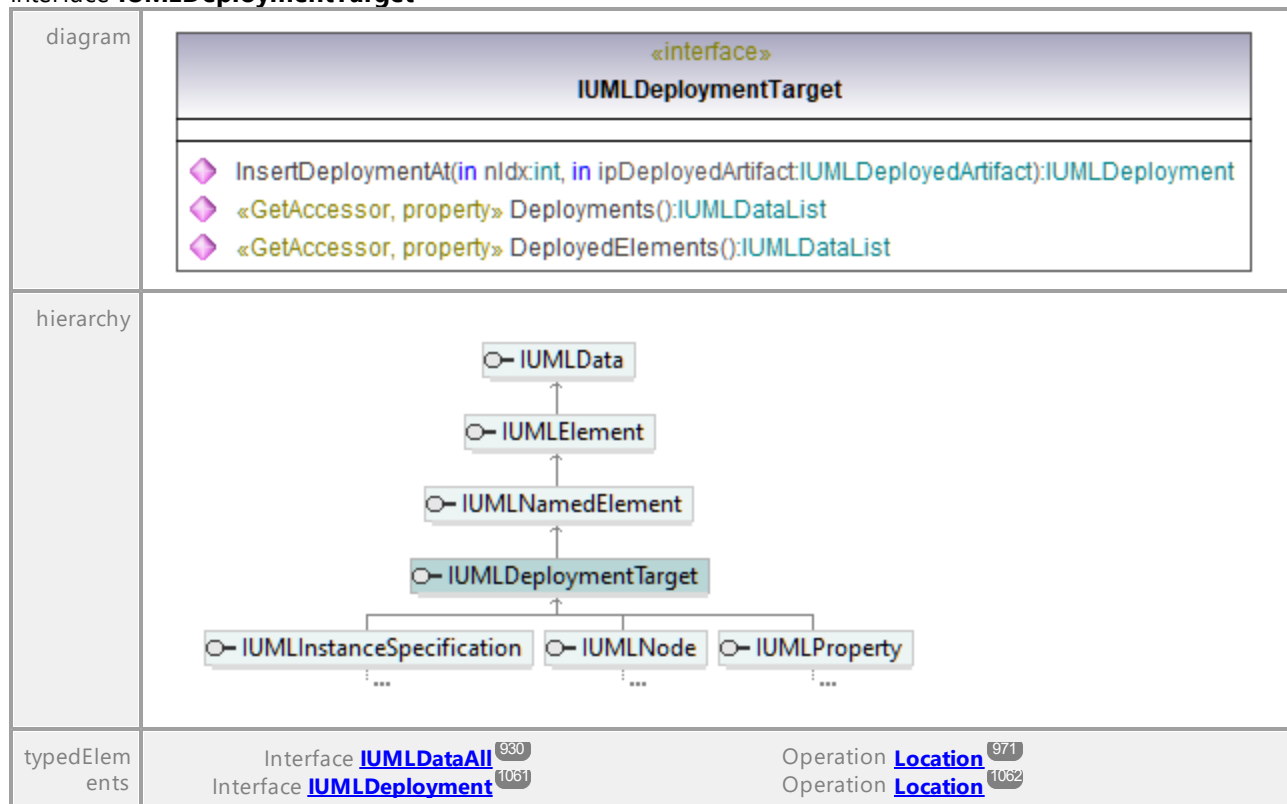 interface IUMLDeploymentTarget
diagram
«interface»
IUMLDeploymentTarget
InsertDeploymentAt(in nIdx:int, in ipDeployedArtifact:IUMLDeployedArtifact):IUMLDeployment
«GetAccessor, property» Deployments():IUMLDataList
«GetAccessor, property» DeployedElements():IUMLDataList
hierarchy
IUMLData
IUMLElement
IUMLNamedElement
IUMLDeploymentTarget
IUMLInstanceSpecification IUMLNode IUMLProperty
... ... ...
typedElem
ents
Interface IUMLDataAll 930 Operation Location 971
Interface IUMLDeployment 1061 Operation Location 1062